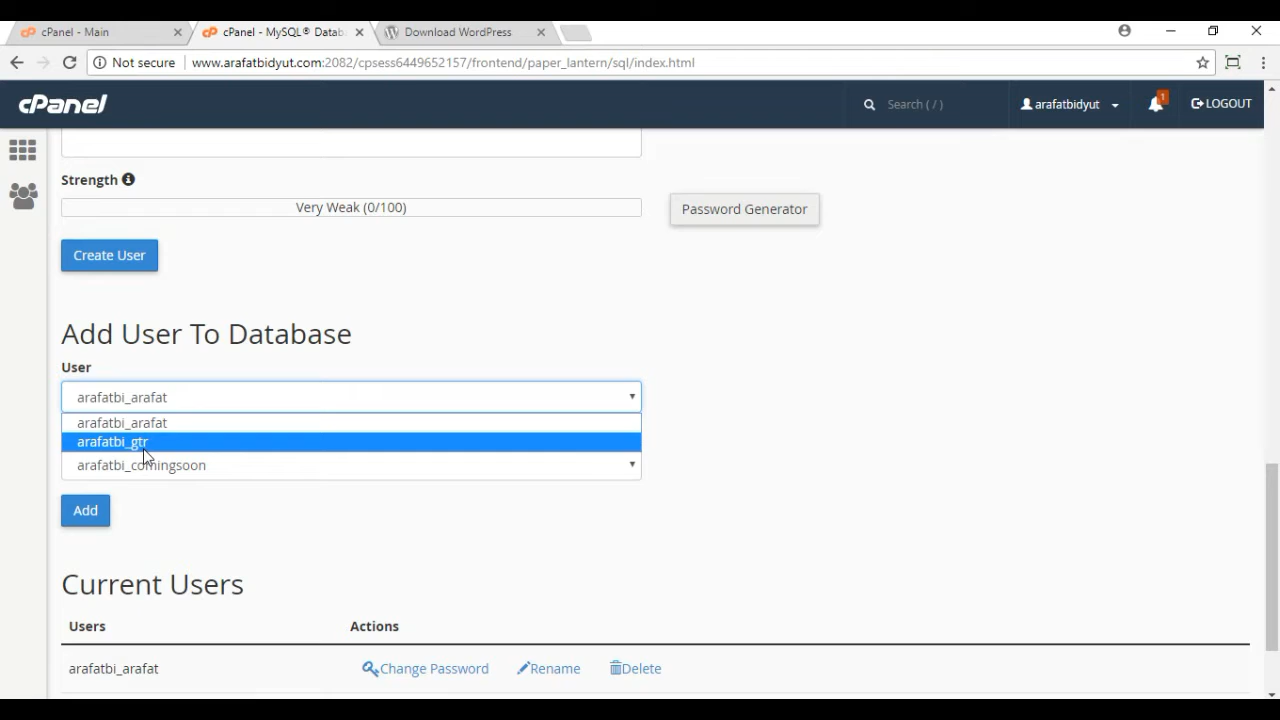 cPanel - Main
cPanel - MySQL® Datab
Download WordPress
Not secure
www.arafatbidyut.com:2082/cpsess6449652157/frontend/paper_lantern/sql/index.html
cPanel
Search ( / )
arafatbidyut
1
LOGOUT
Strength
Very Weak (0/100)
Password Generator
Create User
Add User To Database
User
arafatbi_arafat
arafatbi_arafat
arafatbi_gtr
arafatbi_comingsoon
Add
Current Users
Users Actions
arafatbi_arafat Change Password Rename Delete